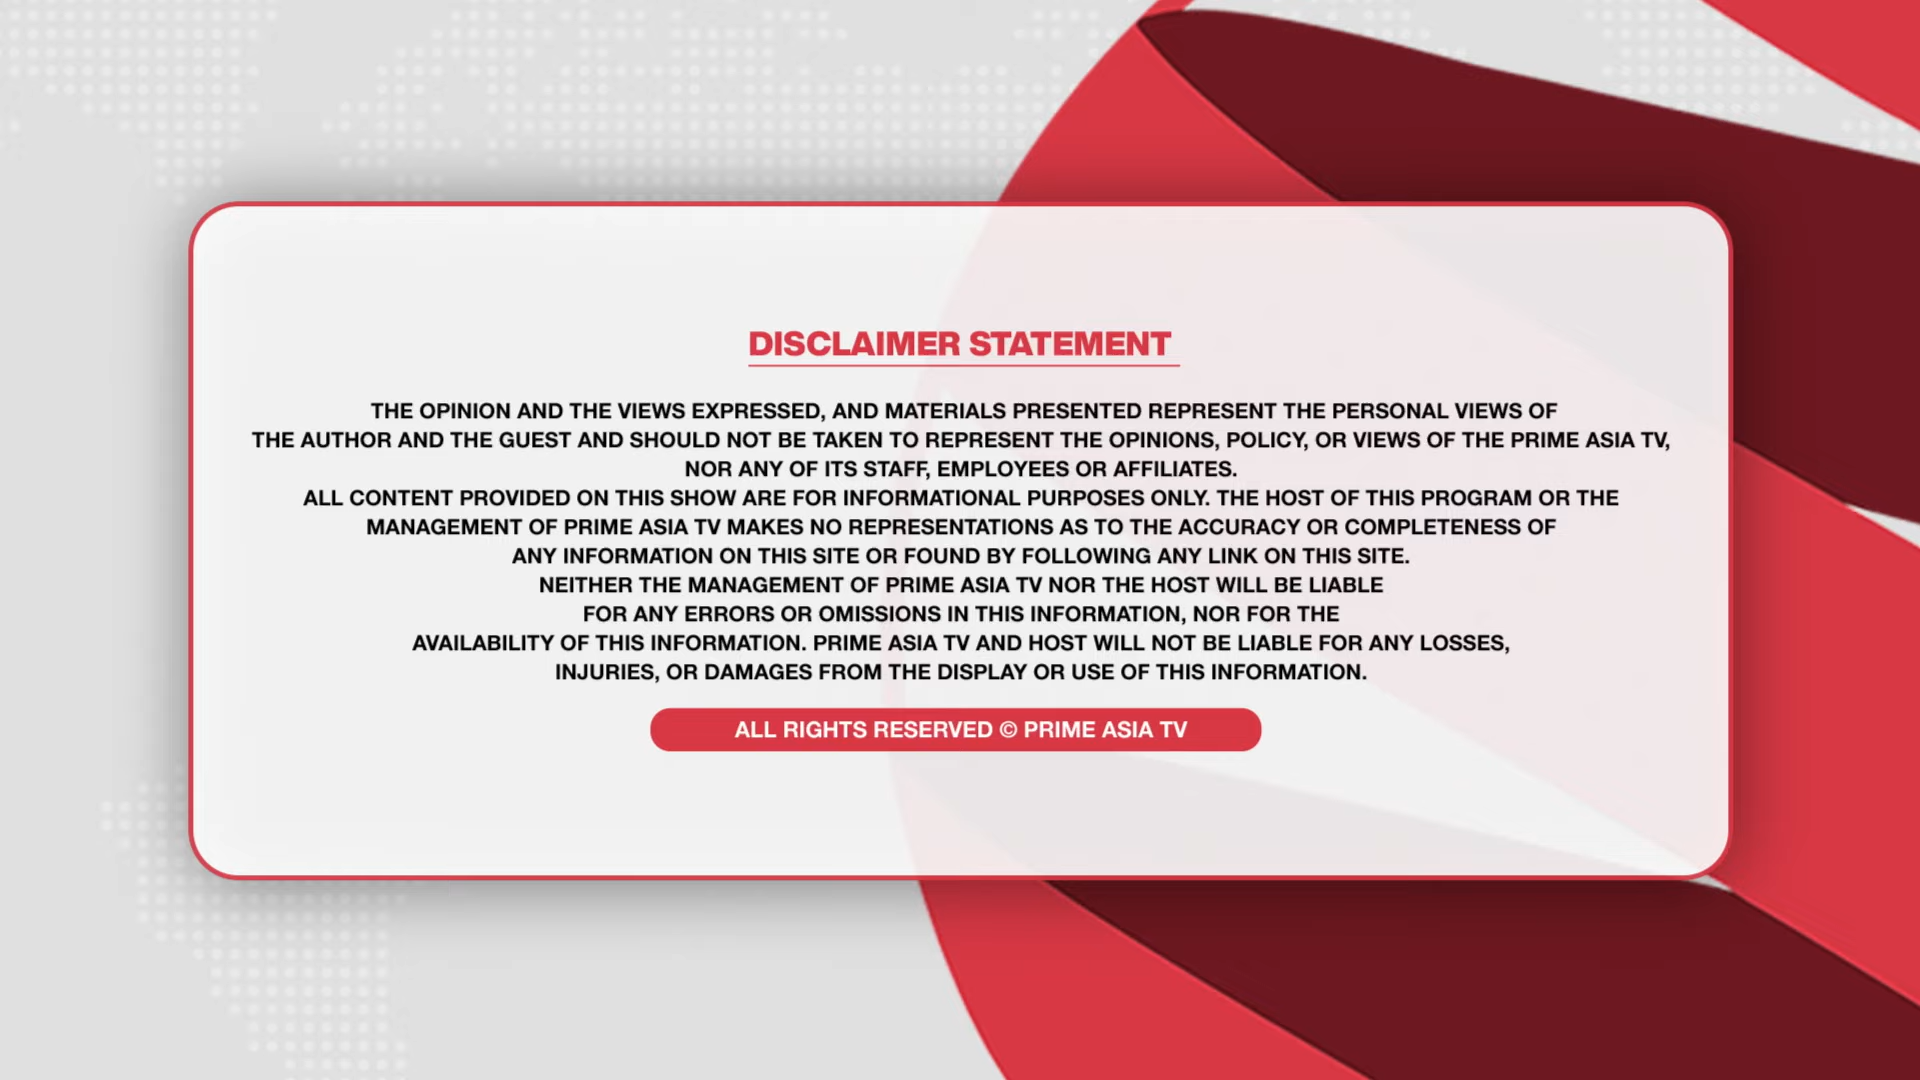 DISCLAIMER STATEMENT
THE OPINION AND THE VIEWS EXPRESSED, AND MATERIALS PRESENTED REPRESENT THE PERSONAL VIEWS OF
THE AUTHOR AND THE GUEST AND SHOULD NOT BE TAKEN TO REPRESENT THE OPINIONS, POLICY, OR VIEWS OF THE PRIME ASIA TV,
NOR ANY OF ITS STAFF, EMPLOYEES OR AFFILIATES.
ALL CONTENT PROVIDED ON THIS SHOW ARE FOR INFORMATIONAL PURPOSES ONLY. THE HOST OF THIS PROGRAM OR THE
MANAGEMENT OF PRIME ASIA TV MAKES NO REPRESENTATIONS AS TO THE ACCURACY OR COMPLETENESS OF
ANY INFORMATION ON THIS SITE OR FOUND BY FOLLOWING ANY LINK ON THIS SITE.
NEITHER THE MANAGEMENT OF PRIME ASIA TV NOR THE HOST WILL BE LIABLE
FOR ANY ERRORS OR OMISSIONS IN THIS INFORMATION, NOR FOR THE
AVAILABILITY OF THIS INFORMATION. PRIME ASIA TV AND HOST WILL NOT BE LIABLE FOR ANY LOSSES,
INJURIES, OR DAMAGES FROM THE DISPLAY OR USE OF THIS INFORMATION.
ALL RIGHTS RESERVED © PRIME ASIA TV